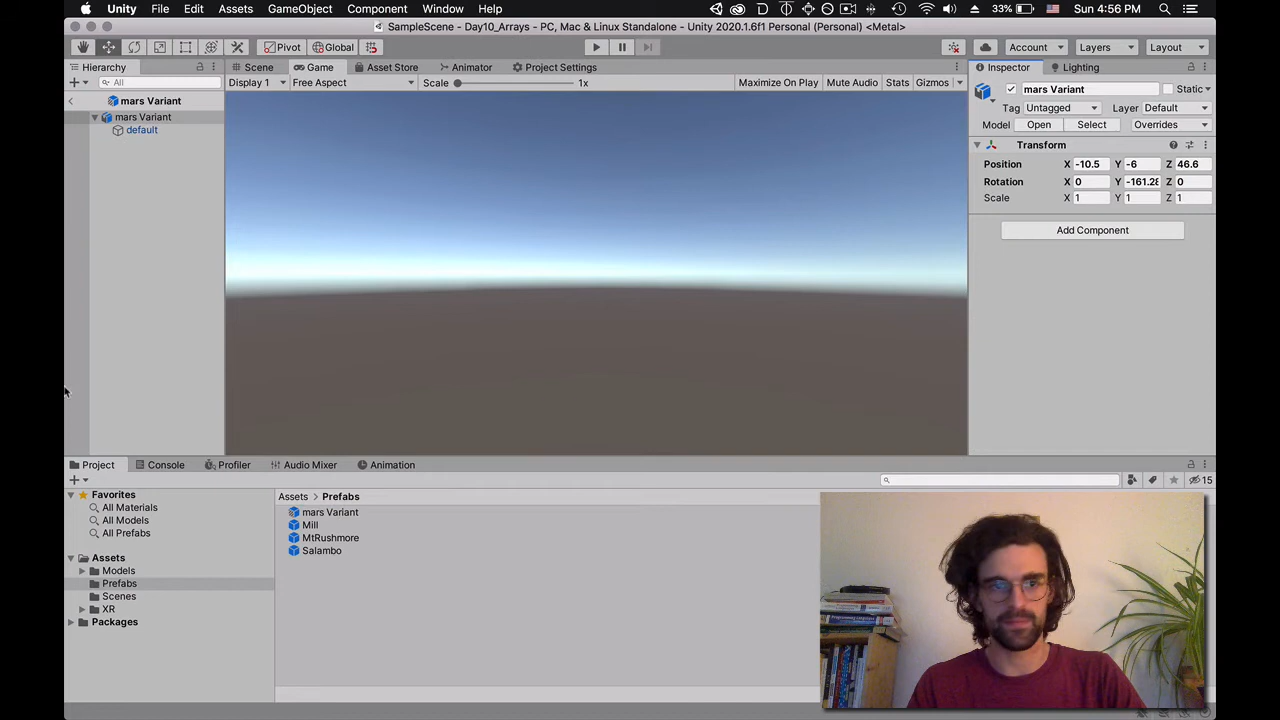 Unity File Edit Assets GameObject Component Window Help 33% Sun 4:56 PM
SampleScene - Day10_Arrays - PC, Mac & Linux Standalone - Unity 2020.1.6f1 Personal (Personal) <Metal>
Pivot Global Account Layers Layout
Hierarchy Scene Game Asset Store Animator Project Settings Inspector Lighting
All Display 1 Free Aspect Scale 1x Maximize On Play Mute Audio Stats Gizmos
mars Variant Static
mars Variant
Tag Untagged Layer Default
mars Variant
Model Open Select Overrides
default
Transform
Position X -10.5 Y -6 Z 46.6
Rotation X 0 Y -161.28 Z 0
Scale X 1 Y 1 Z 1
Add Component
Project Console Profiler Audio Mixer Animation
15
Favorites
All Materials
All Models
All Prefabs
Assets
Models
Prefabs
Scenes
XR
Packages
Assets > Prefabs
mars Variant
Mill
MtRushmore
Salambo